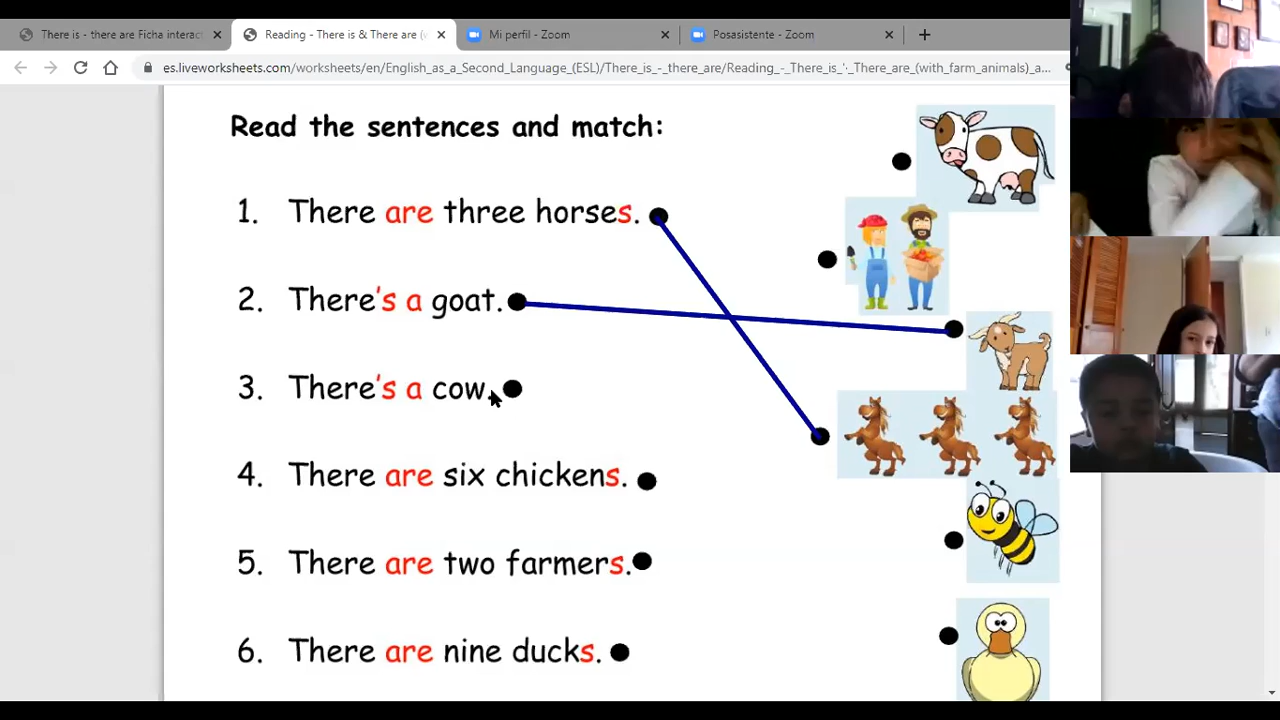 There is - there are Ficha interac
Reading - There is & There are (
Mi perfil - Zoom
Posasistente - Zoom
es.liveworksheets.com/worksheets/en/English_as_a_Second_Language_(ESL)/There_is_-_there_are/Reading_-_There_is_'-_There_are_(with_farm_animals)_a...
Read the sentences and match:
1. There are three horses.
2. There's a goat.
3. There's a cow.
4. There are six chickens.
5. There are two farmers.
6. There are nine ducks.